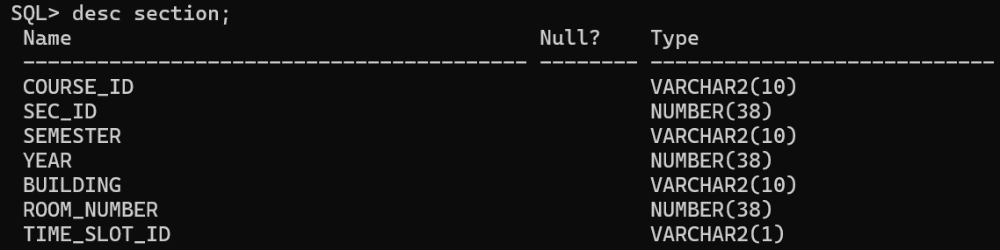 SQL> desc section;
Name Null? Type
----------------------------------------- -------- ----------------------------
COURSE_ID VARCHAR2(10)
SEC_ID NUMBER(38)
SEMESTER VARCHAR2(10)
YEAR NUMBER(38)
BUILDING VARCHAR2(10)
ROOM_NUMBER NUMBER(38)
TIME_SLOT_ID VARCHAR2(1)